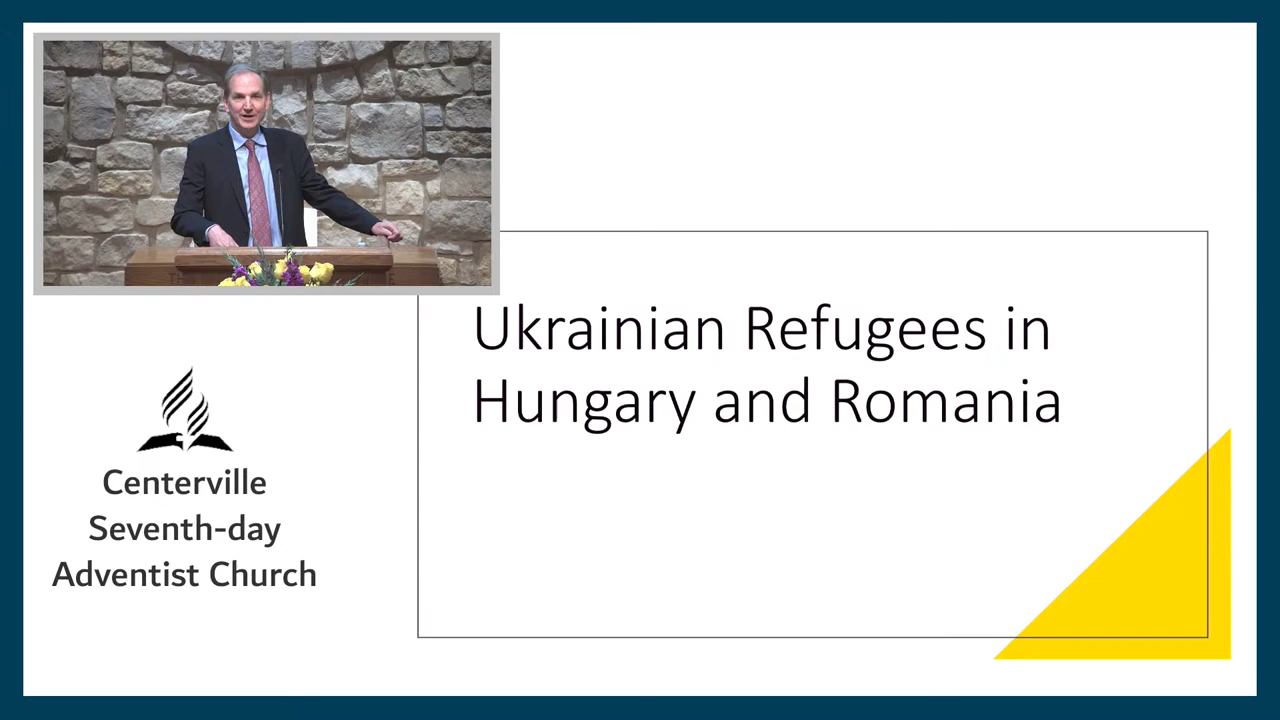 Ukrainian Refugees in
Hungary and Romania
Centerville
Seventh-day
Adventist Church